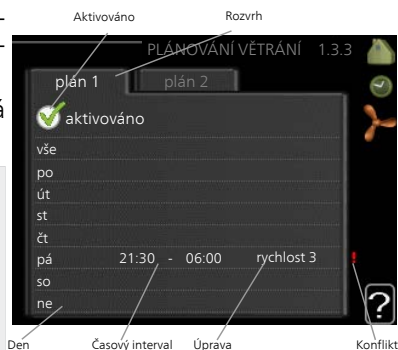 Aktivováno Rozvrh
PLÁNOVÁNÍ VĚTRÁNÍ 1.3.3
plán 1 plán 2
á
aktivováno
vše
po
út
st
čt
pá 21:30 - 06:00 rychlost 3 !
so
ne
?
Den Časový interval Úprava Konflikt